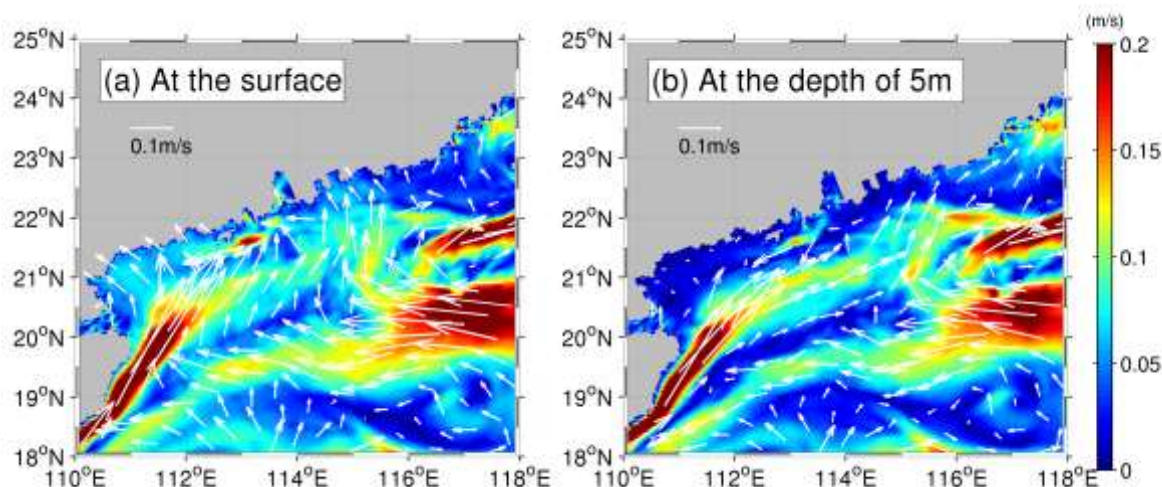 (m/s)
25°N
24°N
23°N
22°N
21°N
20°N
19°N
18°N
(a) At the surface
0.1m/s
110°E 112°E 114°E 116°E 118°E
25°N
24°N
23°N
22°N
21°N
20°N
19°N
18°N
(b) At the depth of 5m
0.1m/s
110°E 112°E 114°E 116°E 118°E
0.2
0.15
0.1
0.05
0